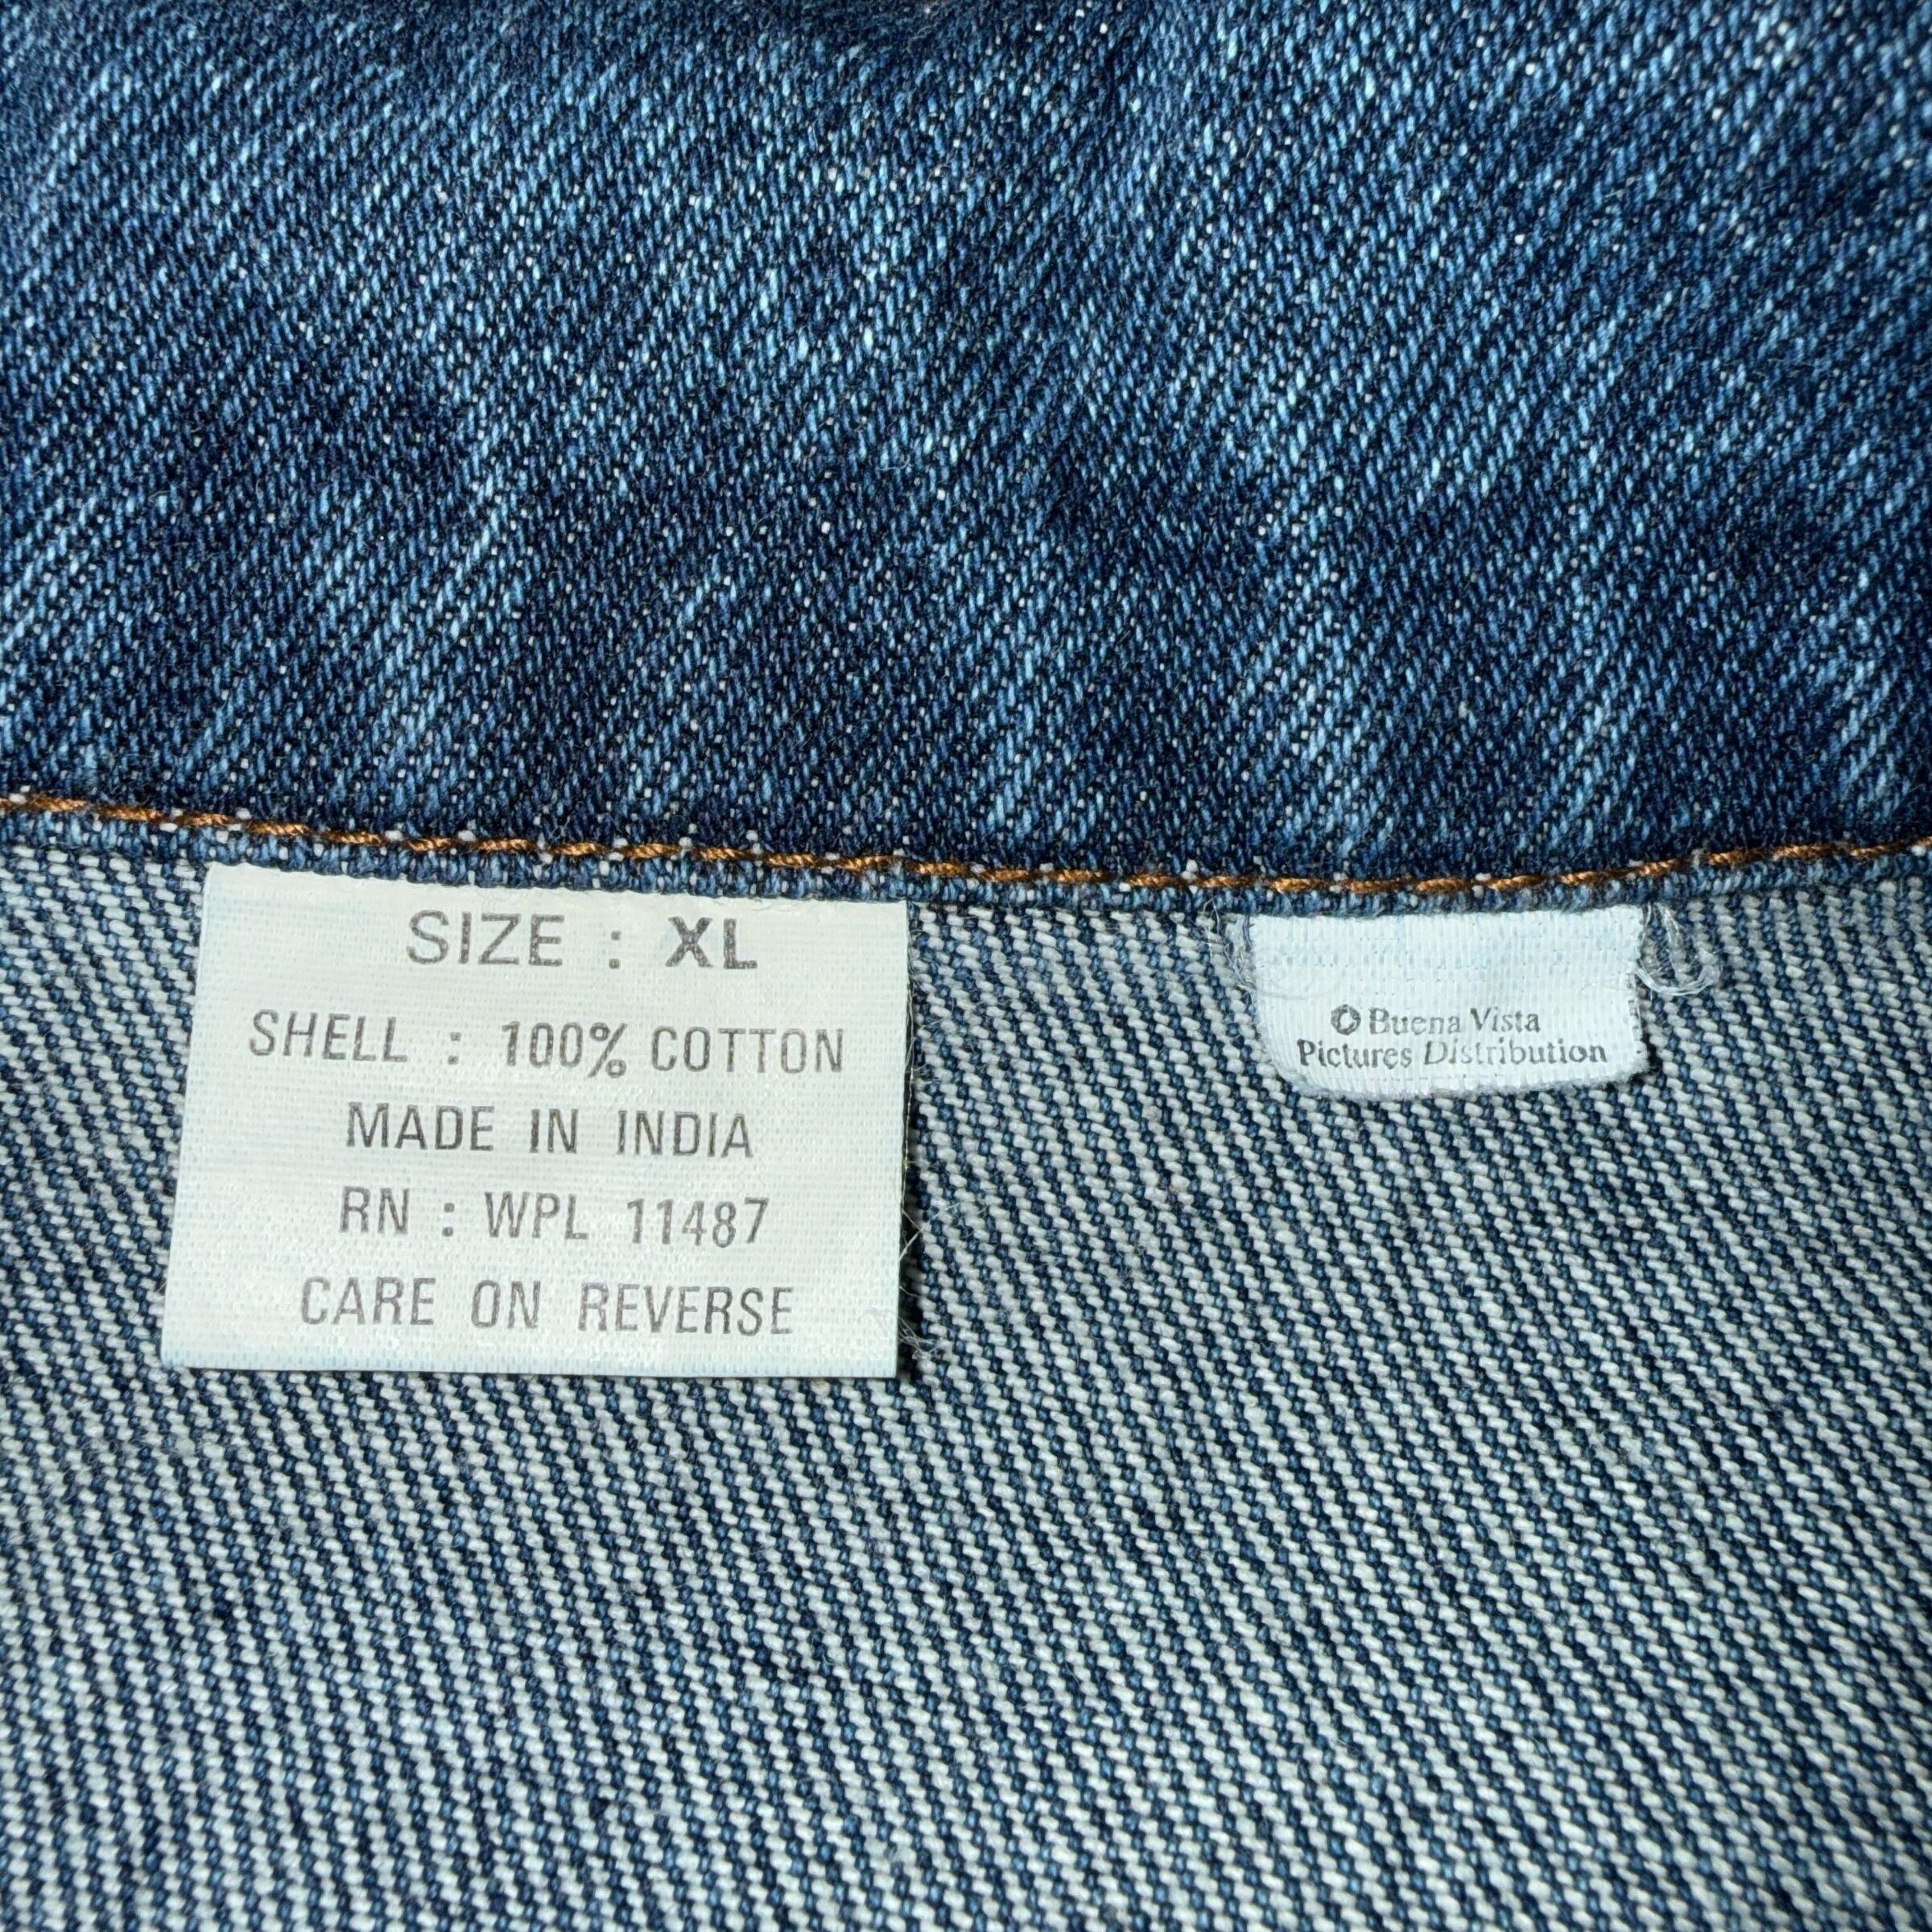 SIZE : XL
SHELL : 100% COTTON
MADE IN INDIA
RN : WPL 11487
CARE ON REVERSE
Buena Vista
Pictures Distribution